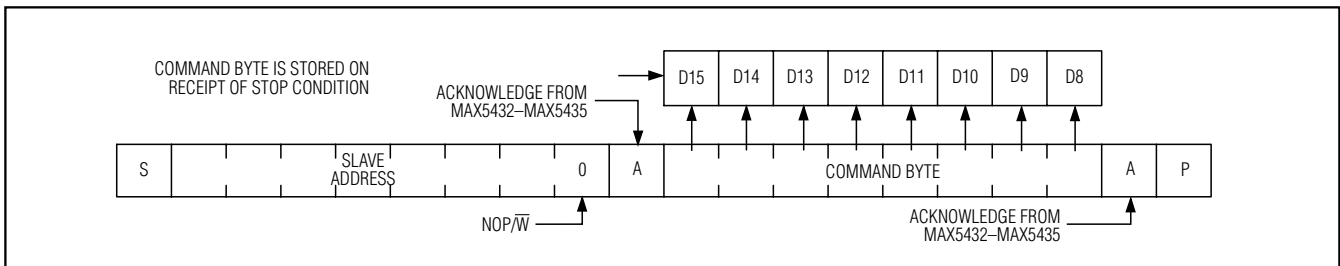 COMMAND BYTE IS STORED ON
RECEIPT OF STOP CONDITION
ACKNOWLEDGE FROM
MAX5432–MAX5435
D15 D14 D13 D12 D11 D10 D9 D8
S SLAVE ADDRESS 0 A COMMAND BYTE A P
NOP/W̅
ACKNOWLEDGE FROM
MAX5432–MAX5435